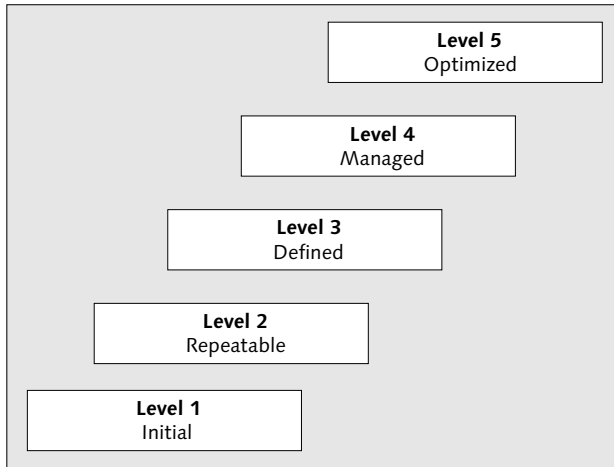 Level 5
Optimized
Level 4
Managed
Level 3
Defined
Level 2
Repeatable
Level 1
Initial